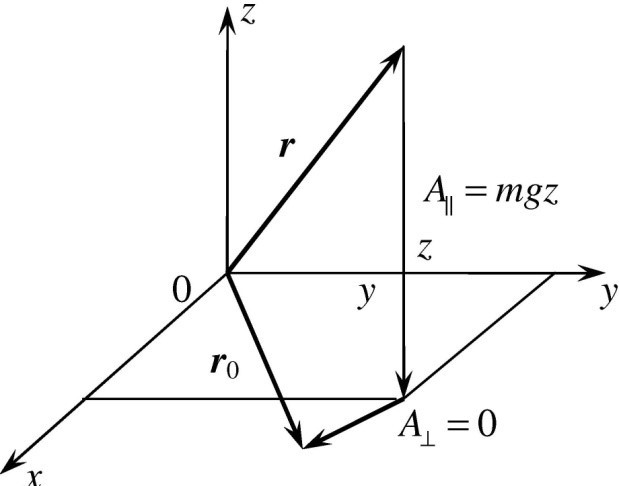 z
r
A∥ = mgz
z
0
y
y
r₀
A⊥ = 0
x